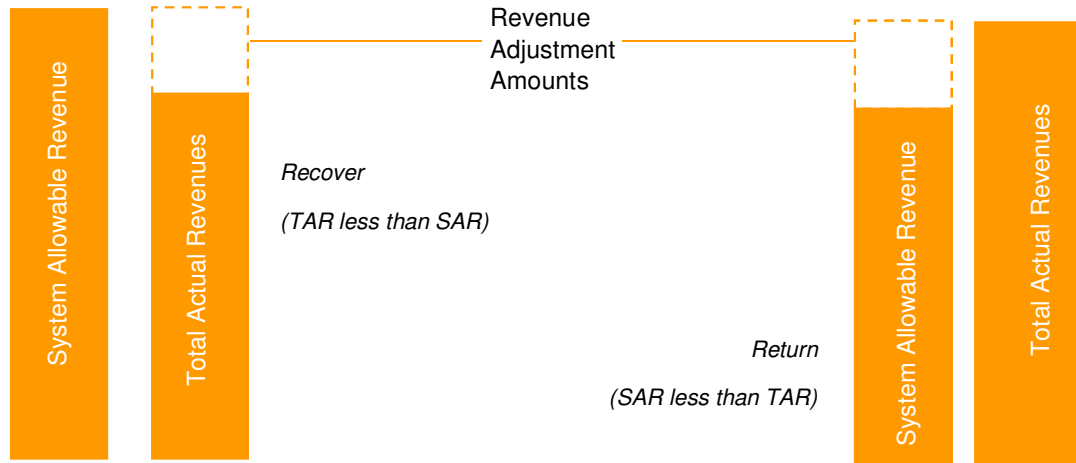 System Allowable Revenue
Total Actual Revenues
Revenue
Adjustment
Amounts
Recover
(TAR less than SAR)
Return
(SAR less than TAR)
System Allowable Revenue
Total Actual Revenues